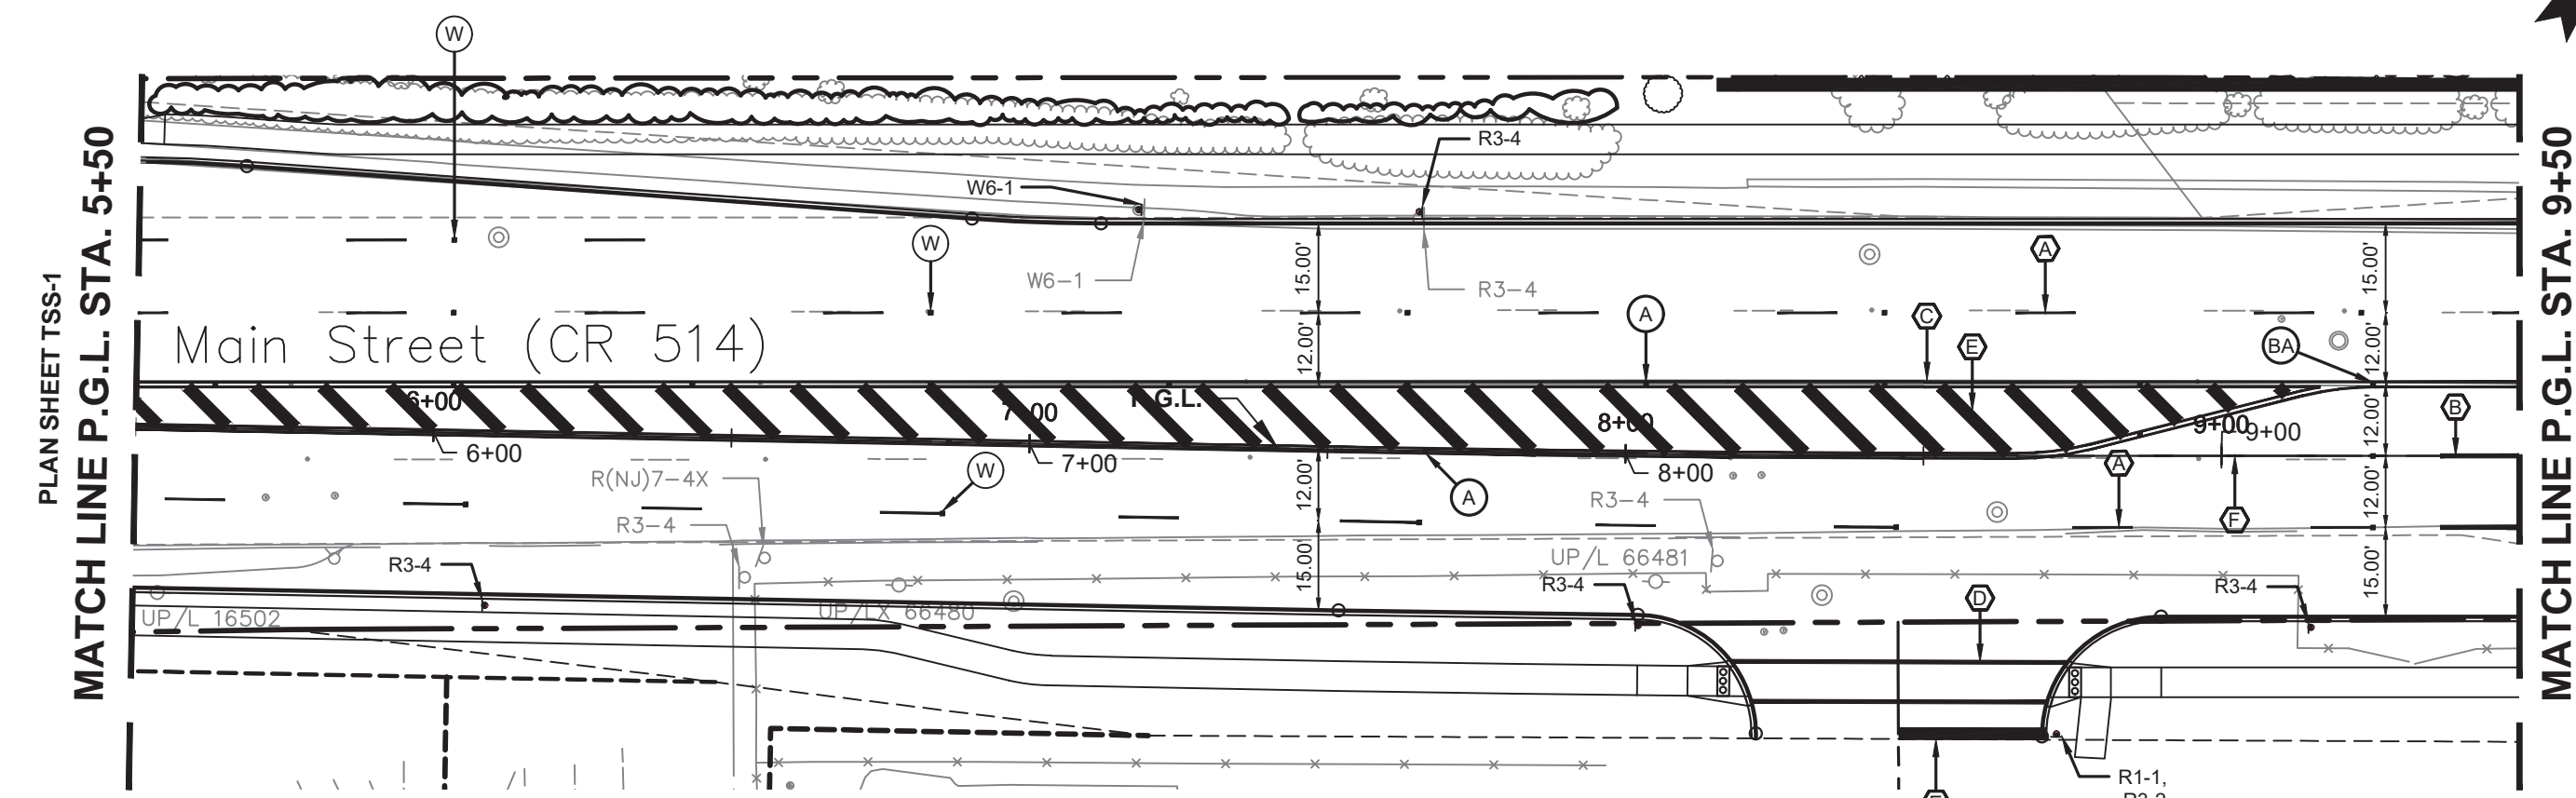 W
PLAN SHEET TSS-1
MATCH LINE P.G.L. STA. 5+50
R3-4
W6-1
W
W6-1
R3-4
15.00'
15.00'
A
A
C
E
BA
Main Street (CR 514)
12.00'
12.00'
6+00
7+00
P.G.L.
8+00
9+00
9+00
12.00'
B
6+00
7+00
8+00
R(NJ)7-4X
W
A
R3-4
A
F
12.00'
12.00'
R3-4
R3-4
UP/L 66481
R3-4
15.00'
15.00'
D
R3-4
UP/L 16502
UP/L 66480
R1-1,
MATCH LINE P.G.L. STA. 9+50